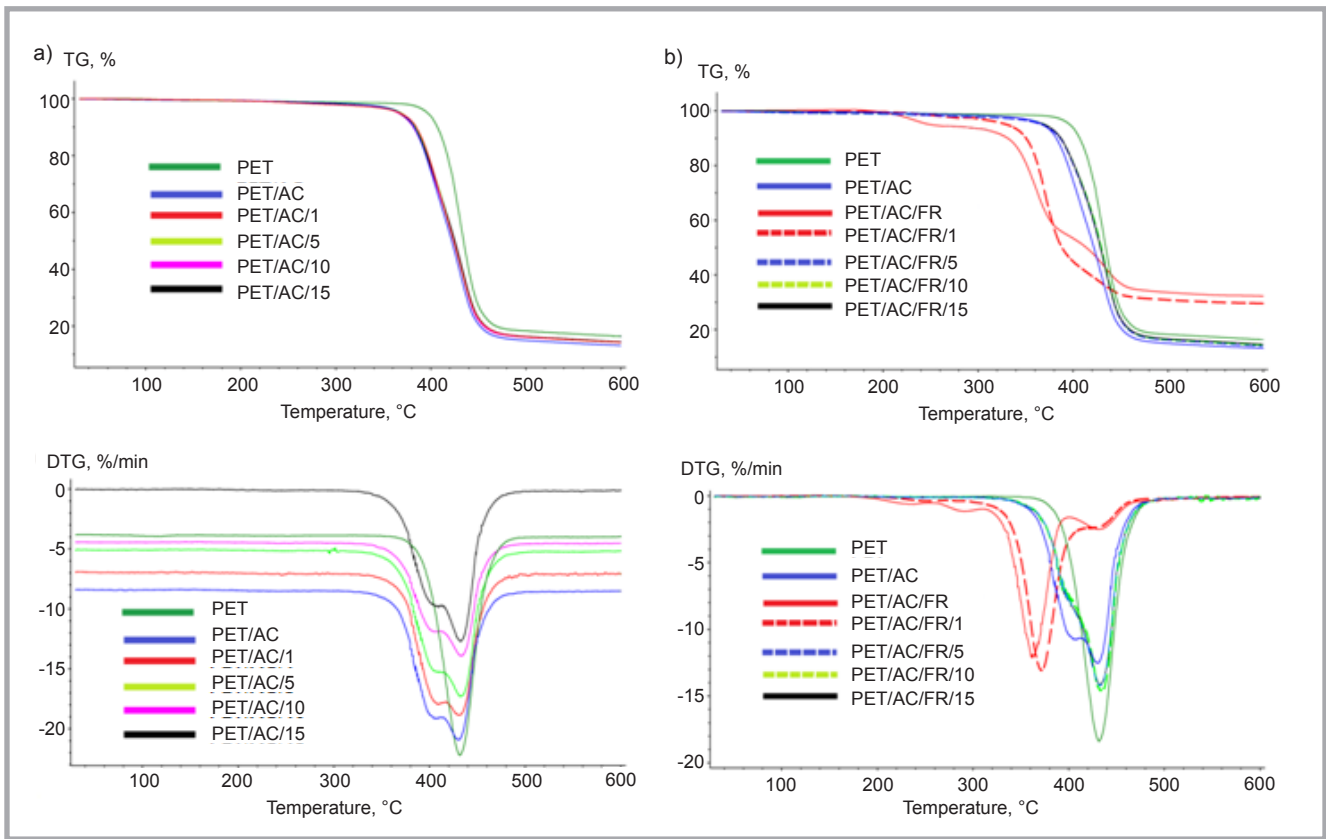 a)
TG, %
100
80
60
40
20
PET
PET/AC
PET/AC/1
PET/AC/5
PET/AC/10
PET/AC/15
100 200 300 400 500 600
Temperature, °C
b)
TG, %
100
80
60
40
20
PET
PET/AC
PET/AC/FR
PET/AC/FR/1
PET/AC/FR/5
PET/AC/FR/10
PET/AC/FR/15
100 200 300 400 500 600
Temperature, °C
DTG, %/min
0
-5
-10
-15
-20
PET
PET/AC
PET/AC/1
PET/AC/5
PET/AC/10
PET/AC/15
100 200 300 400 500 600
Temperature, °C
DTG, %/min
0
-5
-10
-15
-20
PET
PET/AC
PET/AC/FR
PET/AC/FR/1
PET/AC/FR/5
PET/AC/FR/10
PET/AC/FR/15
100 200 300 400 500 600
Temperature, °C